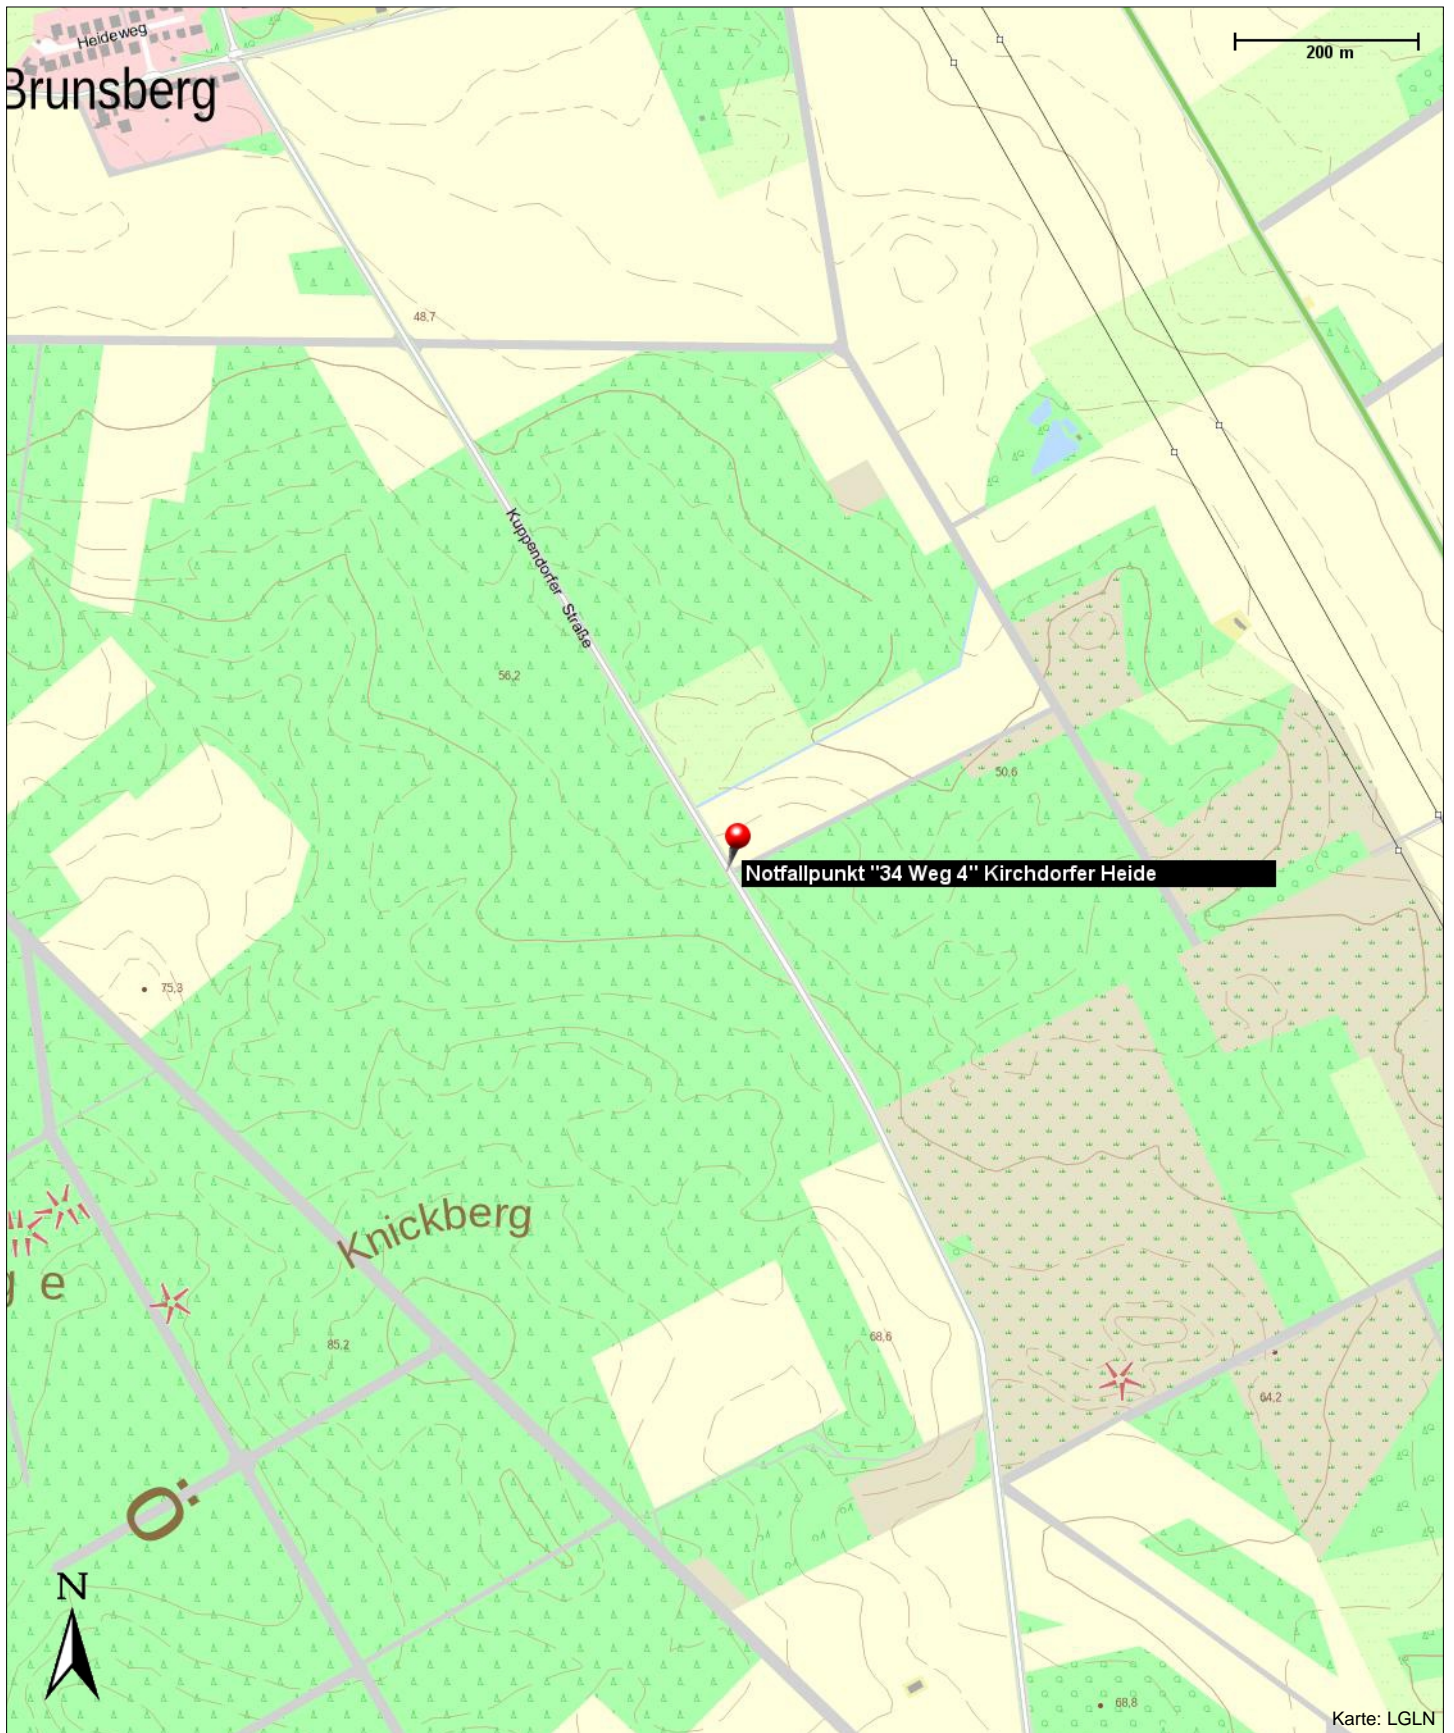 Heideweg
200 m
Brunsberg
48,7
Kuppendorfer Straße
56,2
50,6
Notfallpunkt "34 Weg 4" Kirchdorfer Heide
75,3
Knickberg
g e
68,6
85,2
64,2
Ö
N
68,8
Karte: LGLN